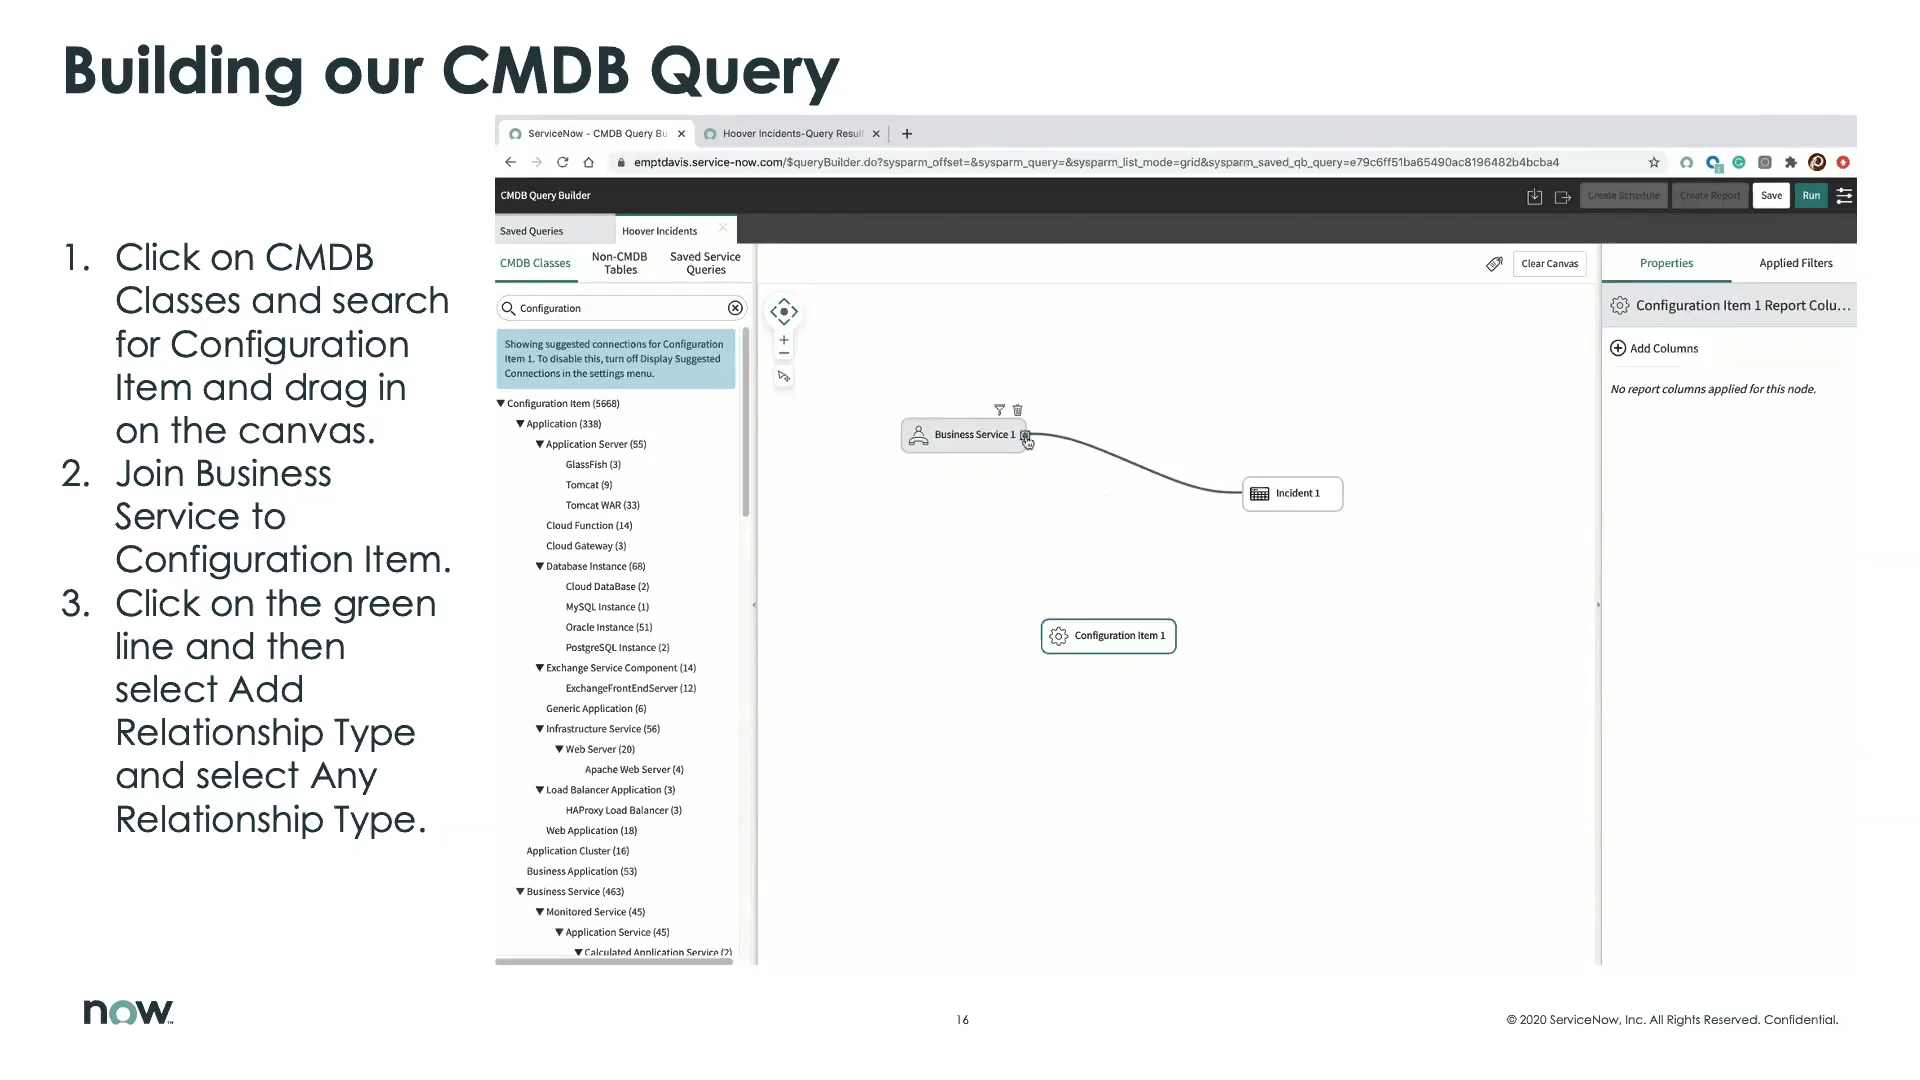 Building our CMDB Query
1. Click on CMDB
Classes and search
for Configuration
Item and drag in
on the canvas.
2. Join Business
Service to
Configuration Item.
3. Click on the green
line and then
select Add
Relationship Type
and select Any
Relationship Type.
ServiceNow - CMDB Query Bu
Hoover Incidents-Query Result
emptdavis.service-now.com/$queryBuilder.do?sysparm_offset=&sysparm_query=&sysparm_list_mode=grid&sysparm_saved_qb_query=e79c6ff51ba65490ac8196482b4bcba4
CMDB Query Builder
Create Schedule
Create Report
Save
Run
Saved Queries
Hoover Incidents
CMDB Classes
Non-CMDB
Tables
Saved Service
Queries
Clear Canvas
Properties
Applied Filters
Configuration
Configuration Item 1 Report Colu...
Add Columns
No report columns applied for this node.
Showing suggested connections for Configuration
Item 1. To disable this, turn off Display Suggested
Connections in the settings menu.
Configuration Item (5668)
Application (338)
Application Server (55)
GlassFish (3)
Tomcat (9)
Tomcat WAR (33)
Cloud Function (14)
Cloud Gateway (3)
Database Instance (68)
Cloud DataBase (2)
MySQL Instance (1)
Oracle Instance (51)
PostgreSQL Instance (2)
Exchange Service Component (14)
ExchangeFrontEndServer (12)
Generic Application (6)
Infrastructure Service (56)
Web Server (20)
Apache Web Server (4)
Load Balancer Application (3)
HAProxy Load Balancer (3)
Web Application (18)
Application Cluster (16)
Business Application (53)
Business Service (463)
Monitored Service (45)
Application Service (45)
Calculated Application Service (2)
Business Service 1
Incident 1
Configuration Item 1
now
16
© 2020 ServiceNow, Inc. All Rights Reserved. Confidential.